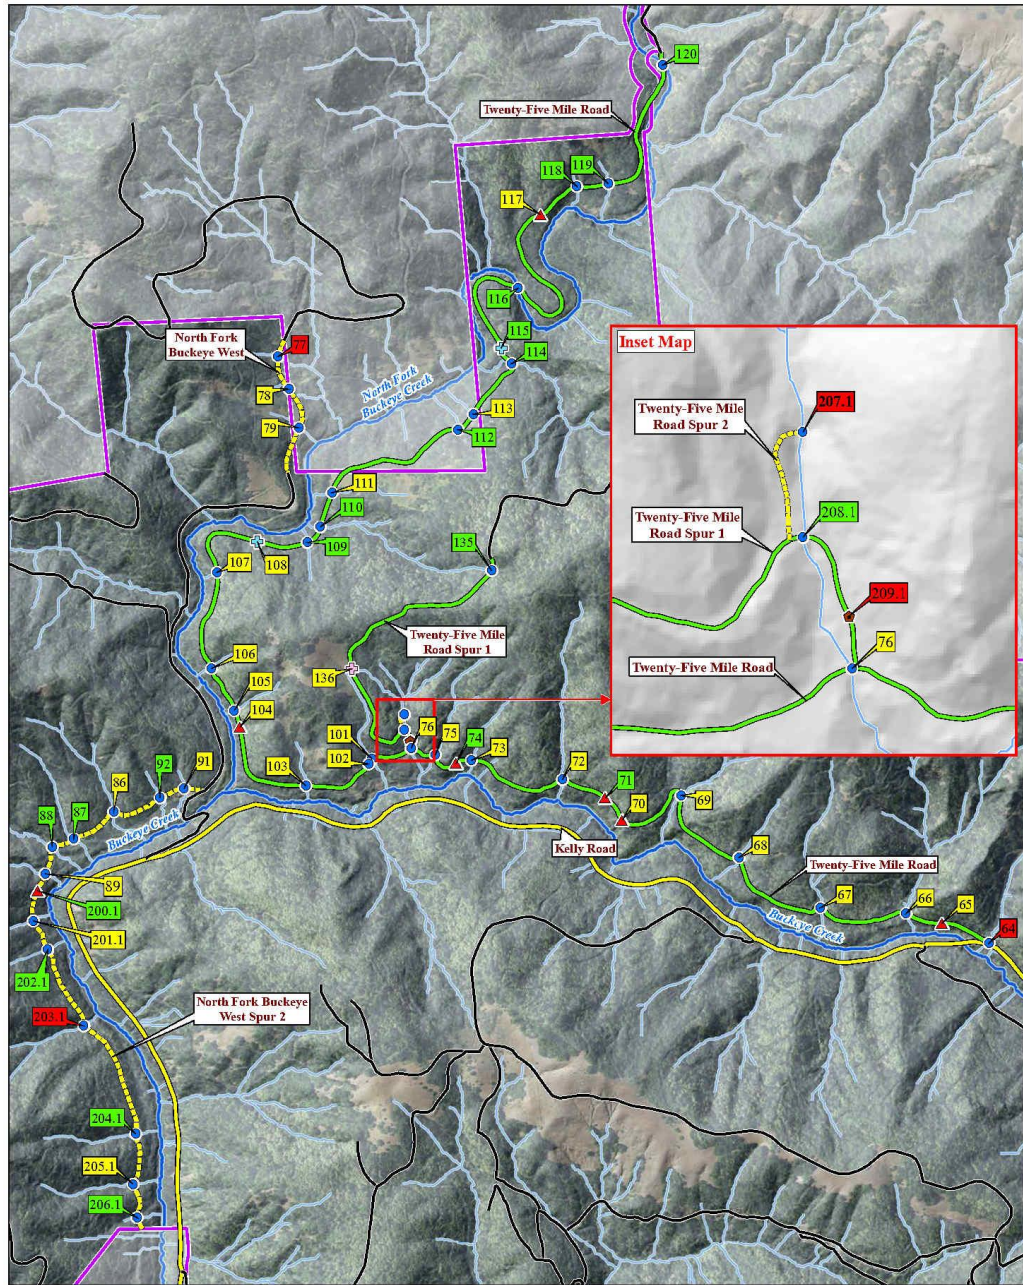 120
Twenty-Five Mile Road
119
118
117
116
North Fork
Buckeye West
77
115
114
78
North Fork
Buckeye Creek
113
79
112
111
110
109
108
107
135
Twenty-Five Mile
Road Spur 1
106
136
105
104
101
102
76
75
74
73
103
72
71
70
69
91
92
86
87
88
Buckeye Creek
Kelly Road
68
Twenty-Five Mile Road
89
200.1
67
66
65
64
Buckeye Creek
201.1
202.1
203.1
North Fork Buckeye
West Spur 2
204.1
205.1
206.1
Inset Map
Twenty-Five Mile
Road Spur 2
207.1
Twenty-Five Mile
Road Spur 1
208.1
209.1
Twenty-Five Mile Road
76